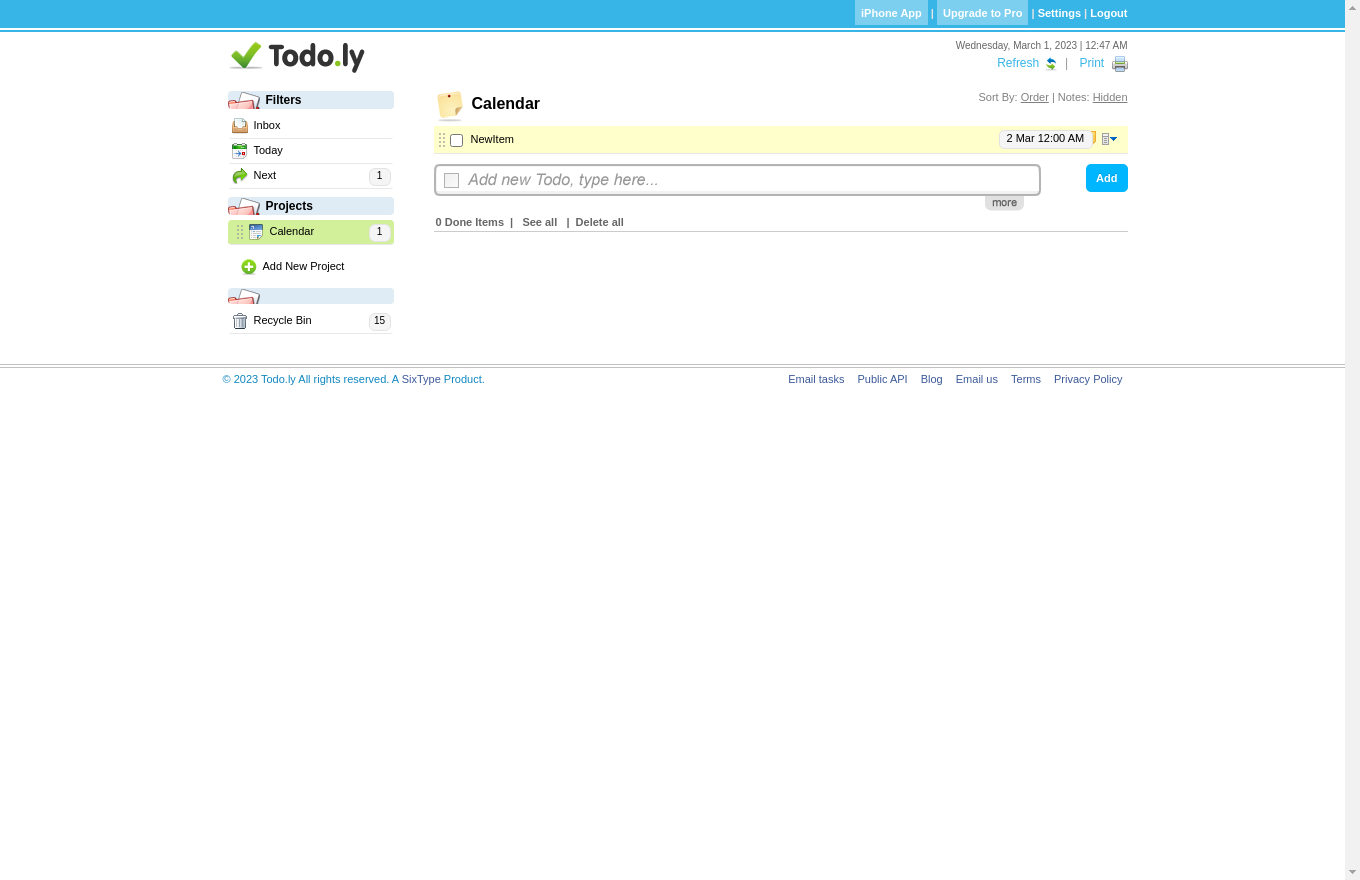 iPhone App | Upgrade to Pro | Settings | Logout
Todo.ly
Wednesday, March 1, 2023 | 12:47 AM
Refresh | Print
Filters
Inbox
Today
Next 1
Projects
Calendar 1
Add New Project
Recycle Bin 15
Calendar
Sort By: Order | Notes: Hidden
NewItem 2 Mar 12:00 AM
Add new Todo, type here...
Add
more
0 Done Items | See all | Delete all
© 2023 Todo.ly All rights reserved. A SixType Product.
Email tasks Public API Blog Email us Terms Privacy Policy